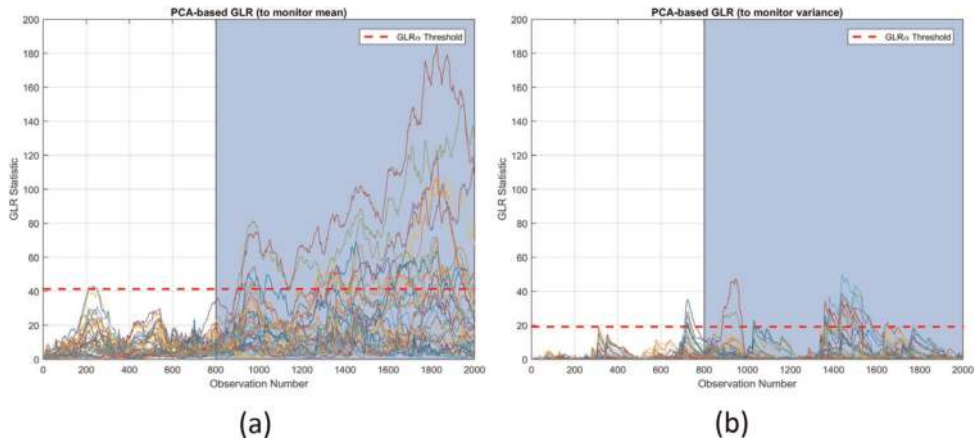 PCA-based GLR (to monitor mean)
GLRα Threshold
GLR Statistic
200
180
160
140
120
100
80
60
40
20
0
0 200 400 600 800 1000 1200 1400 1600 1800 2000
Observation Number
(a)
PCA-based GLR (to monitor variance)
GLRα Threshold
GLR Statistic
200
180
160
140
120
100
80
60
40
20
0
0 200 400 600 800 1000 1200 1400 1600 1800 2000
Observation Number
(b)